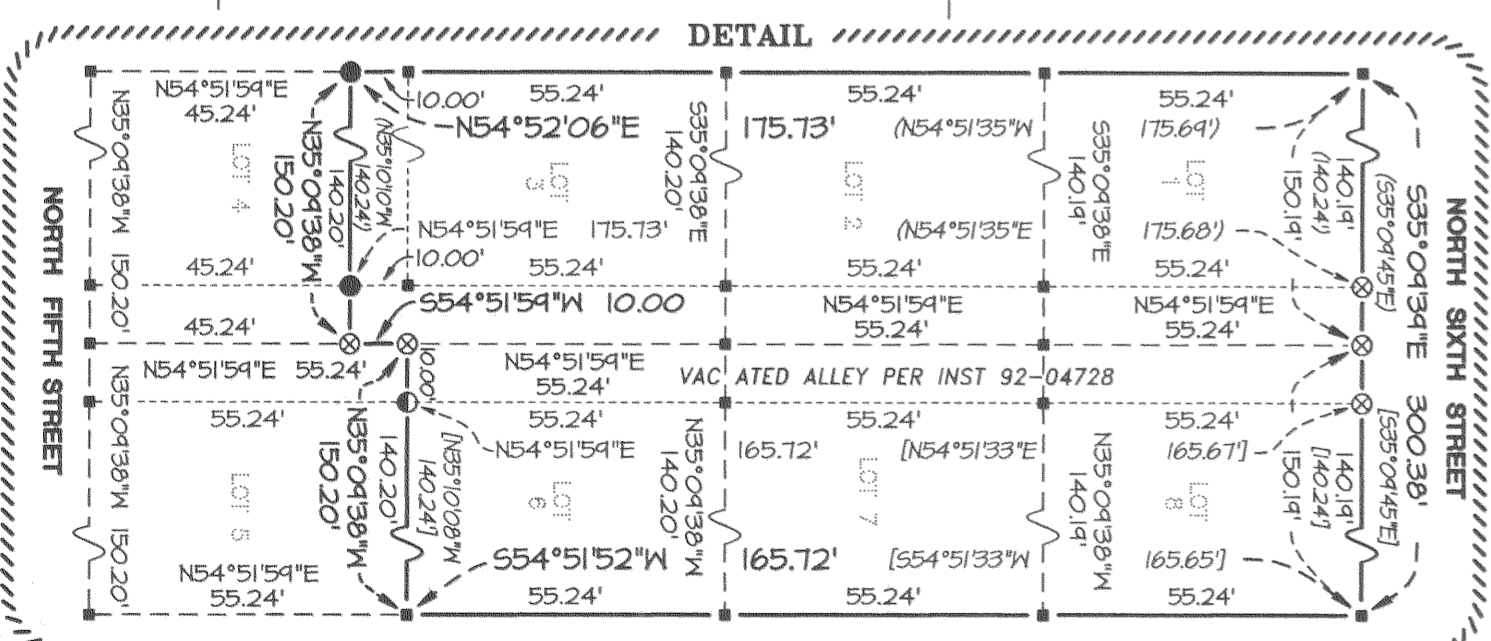 DETAIL
N54°51'59"E
45.24'
10.00'
55.24'
55.24'
55.24'
N54°52'06"E
175.73'
(N54°51'35"W
175.69')
N35°09'38"W 150.20'
LOT 4
N35°09'38"W
150.20'
140.20'
(N35°10'10"W
140.24')
LOT 3
S35°09'38"E
140.20'
LOT 2
S35°09'38"E
140.19'
LOT 1
140.19'
(140.24')
150.19'
(S35°09'45"E)
S35°09'39"E 300.38'
NORTH SIXTH STREET
NORTH FIFTH STREET
N54°51'59"E 175.73'
(N54°51'35"E
175.68')
45.24'
10.00'
55.24'
55.24'
55.24'
S54°51'59"W 10.00
N54°51'59"E
N54°51'59"E
45.24'
55.24'
55.24'
N54°51'59"E 55.24'
10.00'
N54°51'59"E
55.24'
VACATED ALLEY PER INST 92-04728
55.24'
55.24'
55.24'
55.24'
N54°51'59"E
165.72'
[N54°51'33"E
165.67']
N35°09'38"W 150.20'
LOT 5
N35°09'38"W
150.20'
140.20'
[N35°10'08"W
140.24']
LOT 6
N35°09'38"W
140.20'
LOT 7
N35°09'38"W
140.19'
LOT 8
150.19'
[140.24']
140.19'
[S35°09'45"E]
S54°51'52"W
165.72'
[S54°51'33"W
165.65']
N54°51'59"E
55.24'
55.24'
55.24'
55.24'